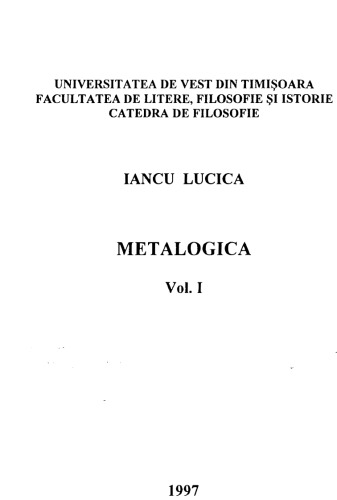 UNIVERSITATEA DE VEST DIN TIMIŞOARA
FACULTATEA DE LITERE, FILOSOFIE ŞI ISTORIE
CATEDRA DE FILOSOFIE
IANCU LUCICA
METALOGICA
Vol. I
1997